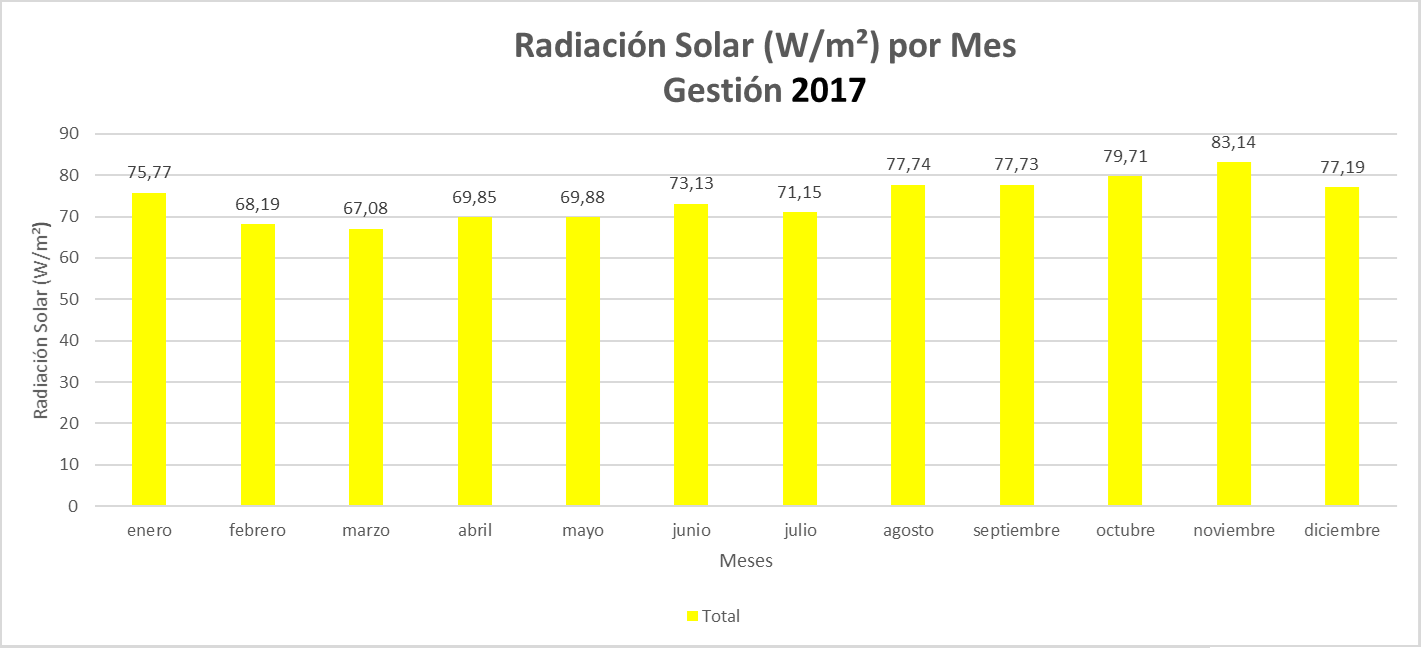 Radiación Solar (W/m²) por Mes
Gestión 2017
Radiación Solar (W/m²)
90
80
70
60
50
40
30
20
10
0
75,77
68,19
67,08
69,85
69,88
73,13
71,15
77,74
77,73
79,71
83,14
77,19
enero
febrero
marzo
abril
mayo
junio
julio
agosto
septiembre
octubre
noviembre
diciembre
Meses
Total